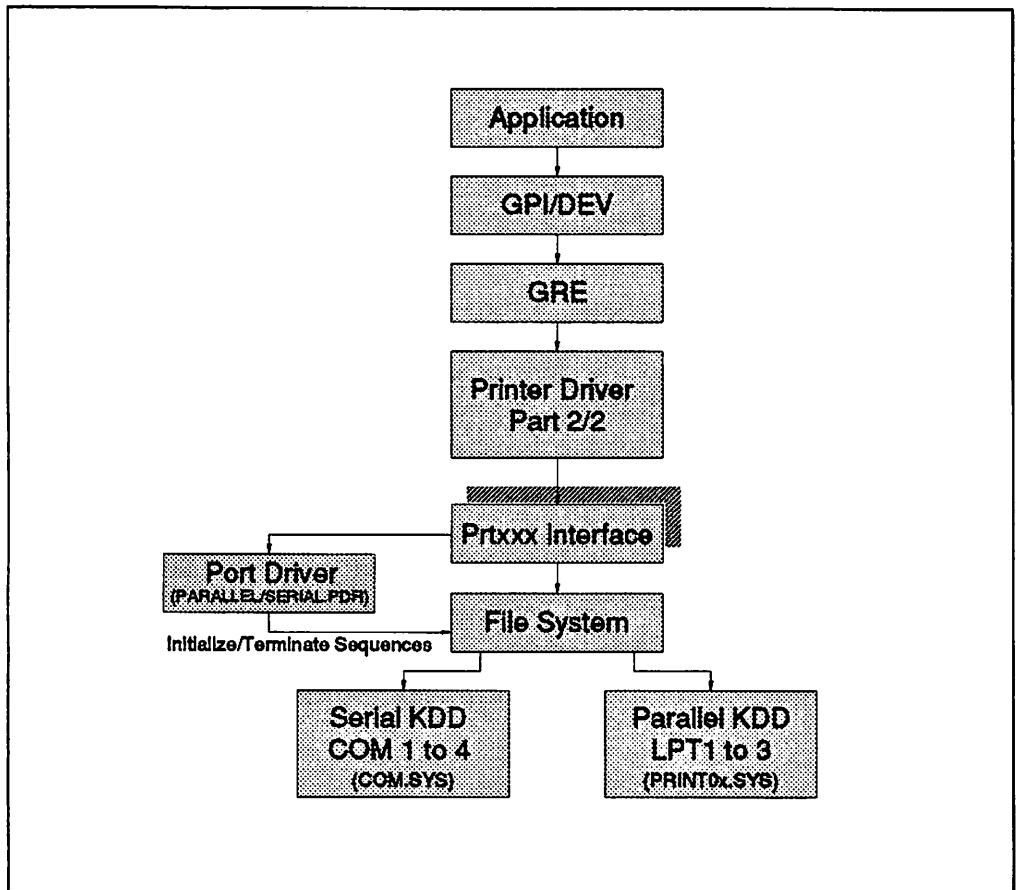 Application
GPI/DEV
GRE
Printer Driver
Part 2/2
Prtxxx Interface
Port Driver
(PARALLEL/SERIAL.PDR)
Initialize/Terminate Sequences
File System
Serial KDD
COM 1 to 4
(COM.SYS)
Parallel KDD
LPT1 to 3
(PRINT0x.SYS)